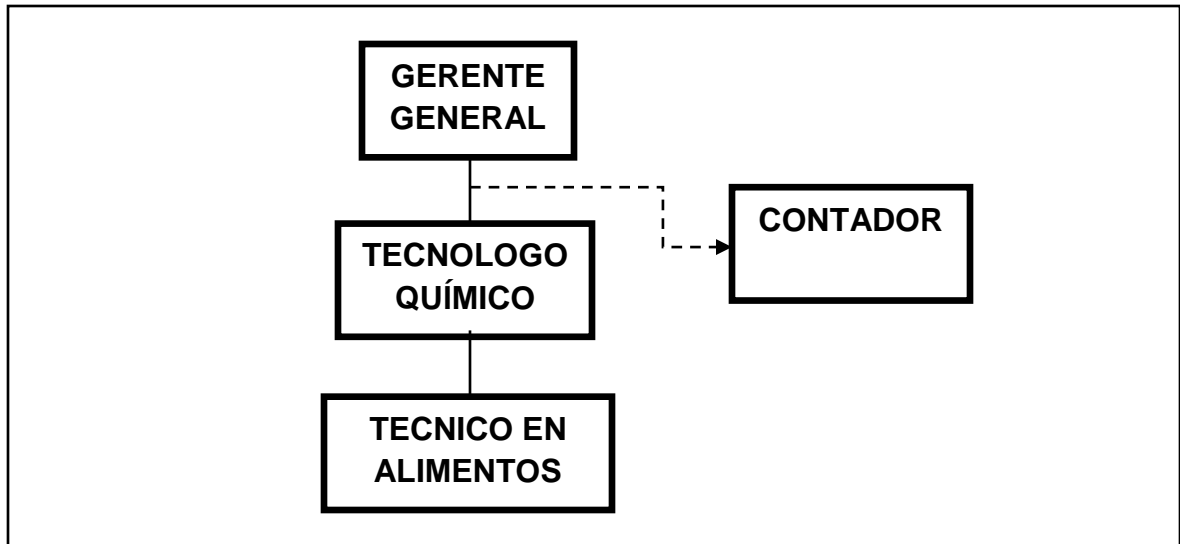 GERENTE
GENERAL
CONTADOR
TECNOLOGO
QUÍMICO
TECNICO EN
ALIMENTOS